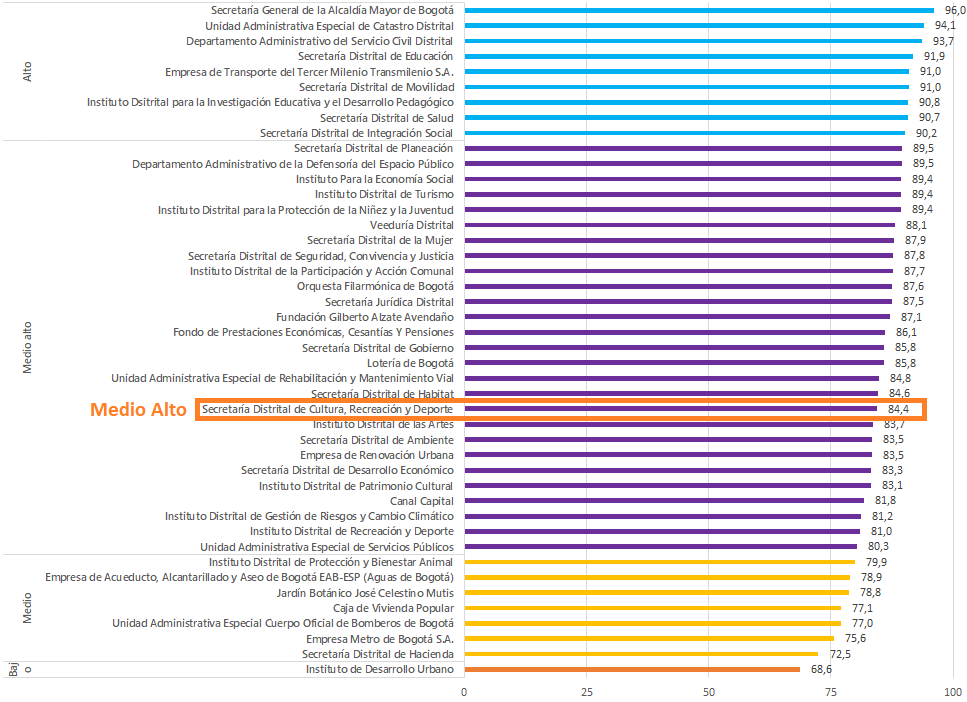 Alto
Secretaría General de la Alcaldía Mayor de Bogotá 96,0
Unidad Administrativa Especial de Catastro Distrital 94,1
Departamento Administrativo del Servicio Civil Distrital 93,7
Secretaría Distrital de Educación 91,9
Empresa de Transporte del Tercer Milenio Transmilenio S.A. 91,0
Secretaría Distrital de Movilidad 91,0
Instituto Dsitrital para la Investigación Educativa y el Desarrollo Pedagógico 90,8
Secretaría Distrital de Salud 90,7
Secretaría Distrital de Integración Social 90,2
Medio alto
Secretaría Distrital de Planeación 89,5
Departamento Administrativo de la Defensoría del Espacio Público 89,5
Instituto Para la Economía Social 89,4
Instituto Distrital de Turismo 89,4
Instituto Distrital para la Protección de la Niñez y la Juventud 89,4
Veeduría Distrital 88,1
Secretaría Distrital de la Mujer 87,9
Secretaría Distrital de Seguridad, Convivencia y Justicia 87,8
Instituto Distrital de la Participación y Acción Comunal 87,7
Orquesta Filarmónica de Bogotá 87,6
Secretaría Jurídica Distrital 87,5
Fundación Gilberto Alzate Avendaño 87,1
Fondo de Prestaciones Económicas, Cesantías Y Pensiones 86,1
Secretaría Distrital de Gobierno 85,8
Lotería de Bogotá 85,8
Unidad Administrativa Especial de Rehabilitación y Mantenimiento Vial 84,8
Secretaría Distrital de Habitat 84,6
Medio Alto Secretaría Distrital de Cultura, Recreación y Deporte 84,4
Instituto Distrital de las Artes 83,7
Secretaría Distrital de Ambiente 83,5
Empresa de Renovación Urbana 83,5
Secretaría Distrital de Desarrollo Económico 83,3
Instituto Distrital de Patrimonio Cultural 83,1
Canal Capital 81,8
Instituto Distrital de Gestión de Riesgos y Cambio Climático 81,2
Instituto Distrital de Recreación y Deporte 81,0
Unidad Administrativa Especial de Servicios Públicos 80,3
Medio
Instituto Distrital de Protección y Bienestar Animal 79,9
Empresa de Acueducto, Alcantarillado y Aseo de Bogotá EAB-ESP (Aguas de Bogotá) 78,9
Jardín Botánico José Celestino Mutis 78,8
Caja de Vivienda Popular 77,1
Unidad Administrativa Especial Cuerpo Oficial de Bomberos de Bogotá 77,0
Empresa Metro de Bogotá S.A. 75,6
Secretaría Distrital de Hacienda 72,5
Baj
o
Instituto de Desarrollo Urbano 68,6
0 25 50 75 100